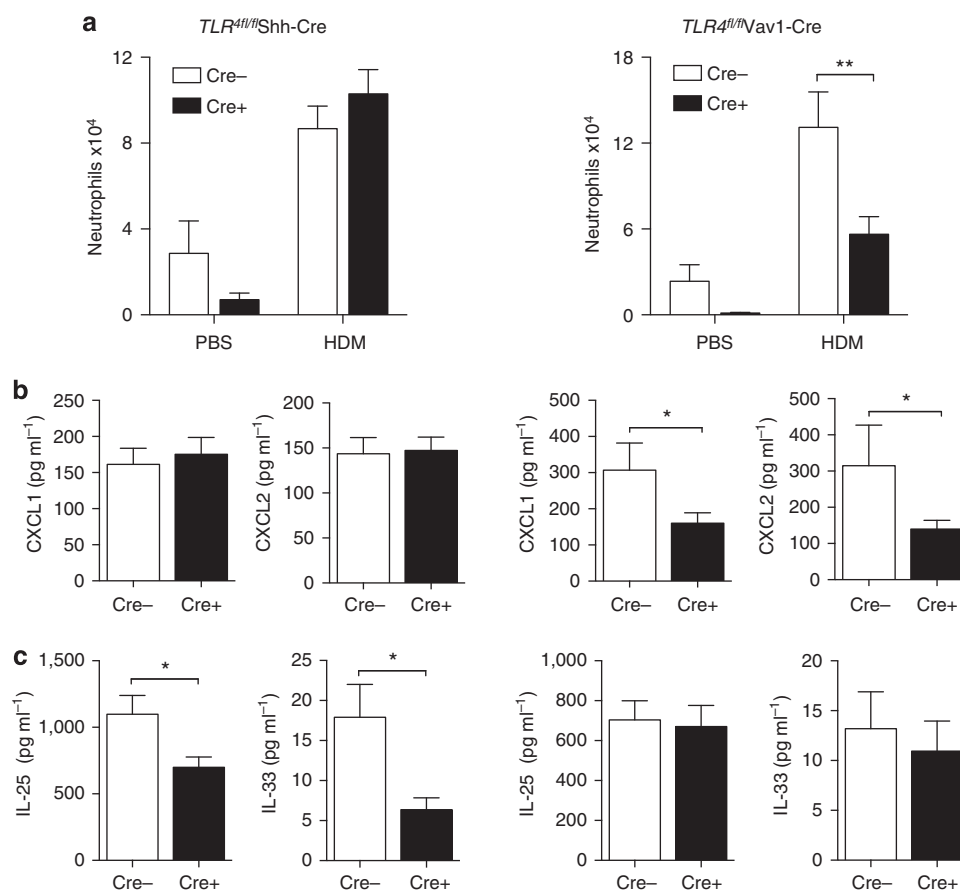 a
TLR4fl/flShh-Cre
12
8
4
0
Neutrophils x10⁴
Cre–
Cre+
PBS
HDM
TLR4fl/flVav1-Cre
18
12
6
0
Neutrophils x10⁴
Cre–
Cre+
**
PBS
HDM
b
250
200
150
100
50
0
CXCL1 (pg ml⁻¹)
Cre–
Cre+
200
150
100
50
0
CXCL2 (pg ml⁻¹)
Cre–
Cre+
500
400
300
200
100
0
CXCL1 (pg ml⁻¹)
*
Cre–
Cre+
500
400
300
200
100
0
CXCL2 (pg ml⁻¹)
*
Cre–
Cre+
c
1,500
1,000
500
0
IL-25 (pg ml⁻¹)
*
Cre–
Cre+
25
20
15
10
5
0
IL-33 (pg ml⁻¹)
*
Cre–
Cre+
1,000
800
600
400
200
0
IL-25 (pg ml⁻¹)
Cre–
Cre+
20
15
10
5
0
IL-33 (pg ml⁻¹)
Cre–
Cre+